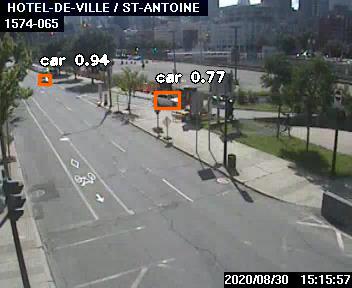 HOTEL-DE-VILLE / ST-ANTOINE
1574-065
car 0.94
car 0.77
2020/08/30 15:15:57